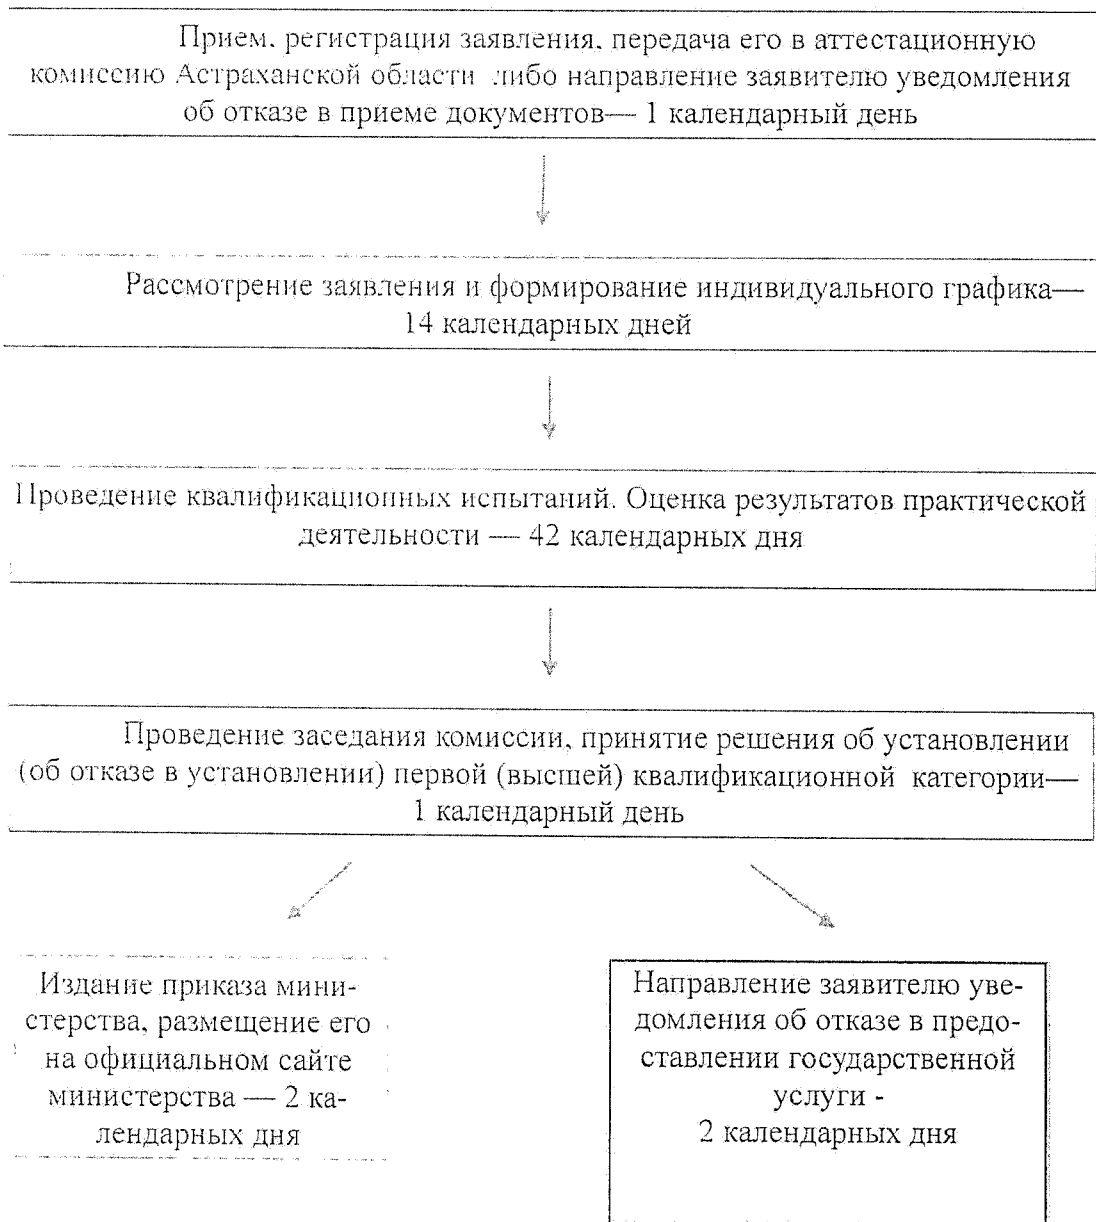 Прием, регистрация заявления, передача его в аттестационную
комиссию Астраханской области либо направление заявителю уведомления
об отказе в приеме документов— 1 календарный день
Рассмотрение заявления и формирование индивидуального графика—
14 календарных дней
Проведение квалификационных испытаний. Оценка результатов практической
деятельности — 42 календарных дня
Проведение заседания комиссии, принятие решения об установлении
(об отказе в установлении) первой (высшей) квалификационной категории—
1 календарный день
Издание приказа мини-
стерства, размещение его
на официальном сайте
министерства — 2 ка-
лендарных дня
Направление заявителю уве-
домления об отказе в предо-
ставлении государственной
услуги -
2 календарных дня